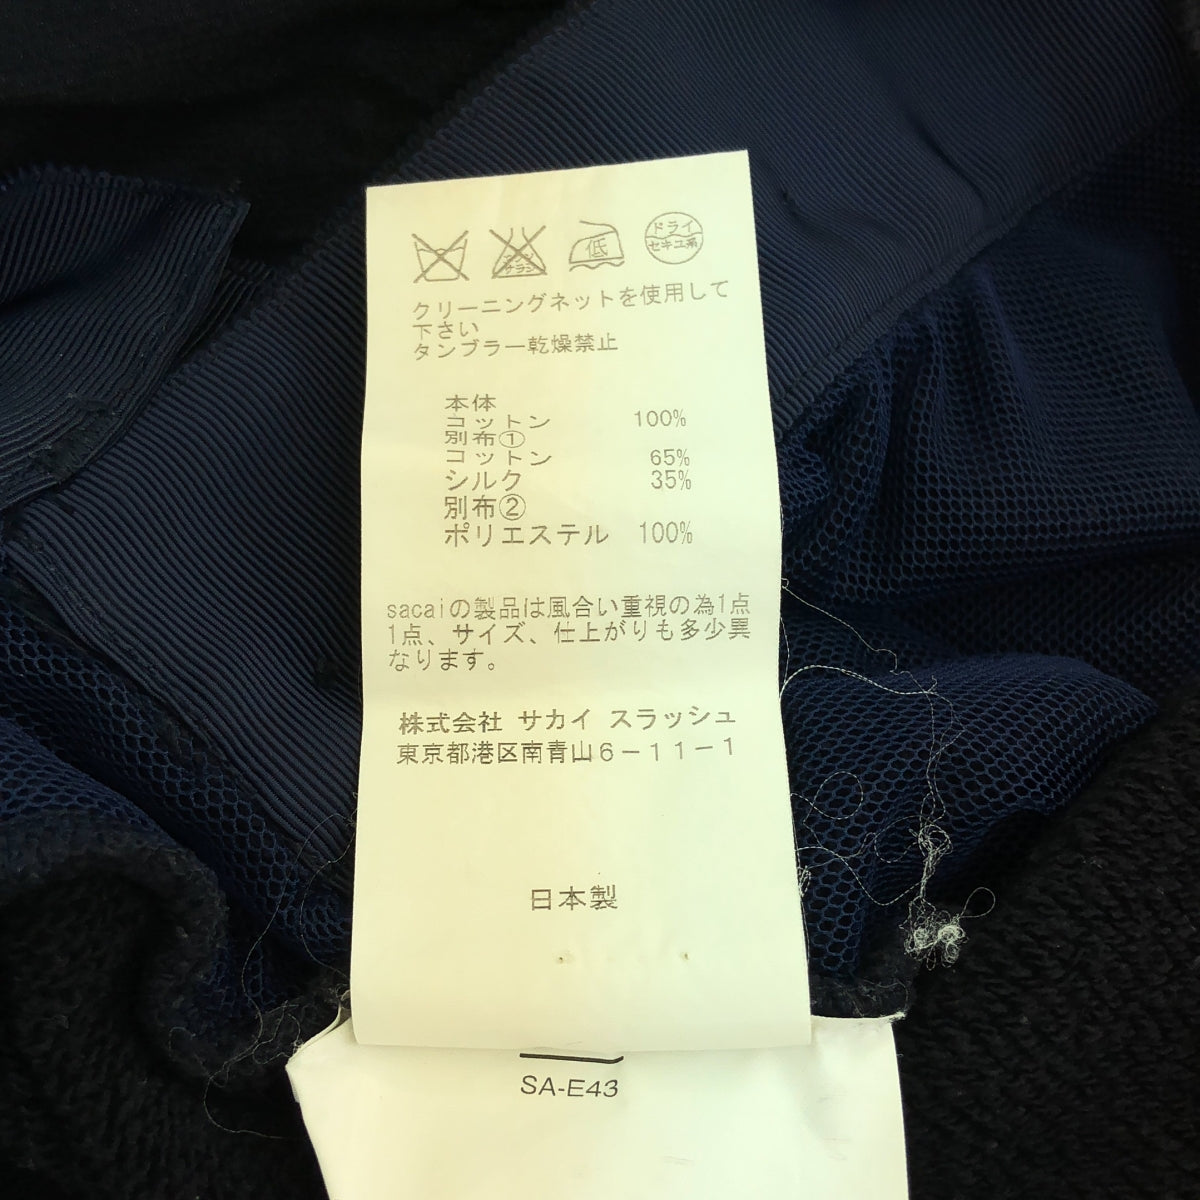 エンソ
サラシ
低
ドライ
セキユ系
クリーニングネットを使用して
下さい
タンブラー乾燥禁止
本体
コットン 100%
別布①
コットン 65%
シルク 35%
別布②
ポリエステル 100%
sacaiの製品は風合い重視の為1点
1点、サイズ、仕上がりも多少異
なります。
株式会社 サカイ スラッシュ
東京都港区南青山6－11－1
日本製
SA-E43